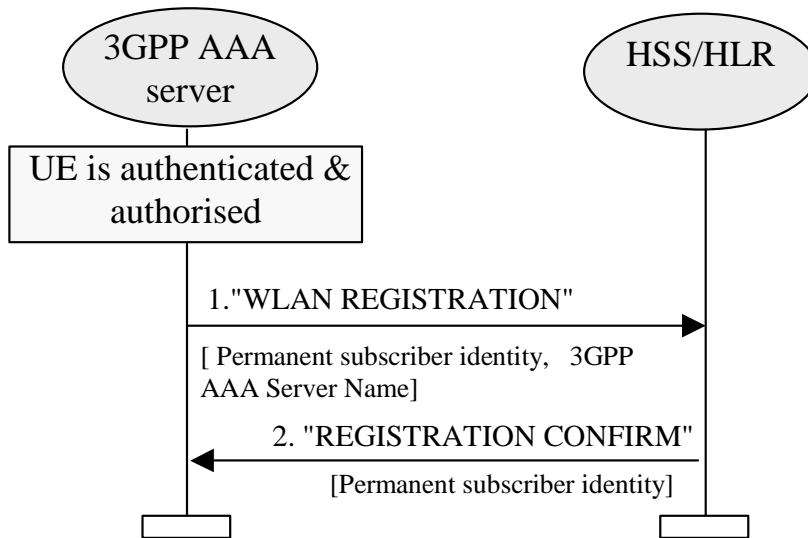 3GPP AAA
server
HSS/HLR
UE is authenticated &
authorised
1."WLAN REGISTRATION"
[ Permanent subscriber identity, 3GPP
AAA Server Name]
2. "REGISTRATION CONFIRM"
[Permanent subscriber identity]